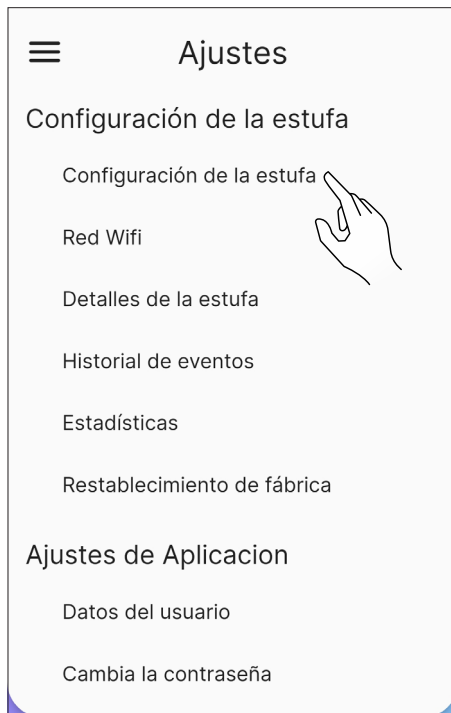 Ajustes
Configuración de la estufa
Configuración de la estufa
Red Wifi
Detalles de la estufa
Historial de eventos
Estadísticas
Restablecimiento de fábrica
Ajustes de Aplicacion
Datos del usuario
Cambia la contraseña